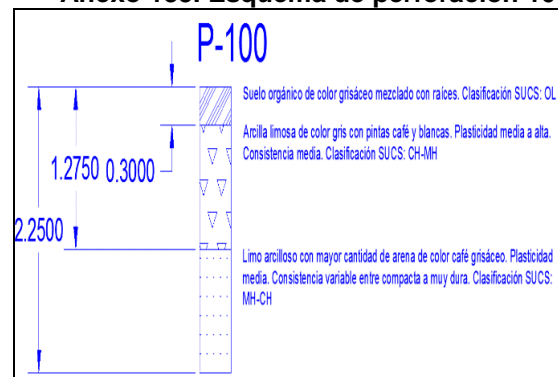 Esquema de perforación
P-100
Suelo orgánico de color grisáceo mezclado con raíces. Clasificación SUCS: OL
Arcilla limosa de color gris con pintas café y blancas. Plasticidad media a alta.
Consistencia media. Clasificación SUCS: CH-MH
1.2750 0.3000
2.2500
Limo arcilloso con mayor cantidad de arena de color café grisáceo. Plasticidad
media. Consistencia variable entre compacta a muy dura. Clasificación SUCS:
MH-CH